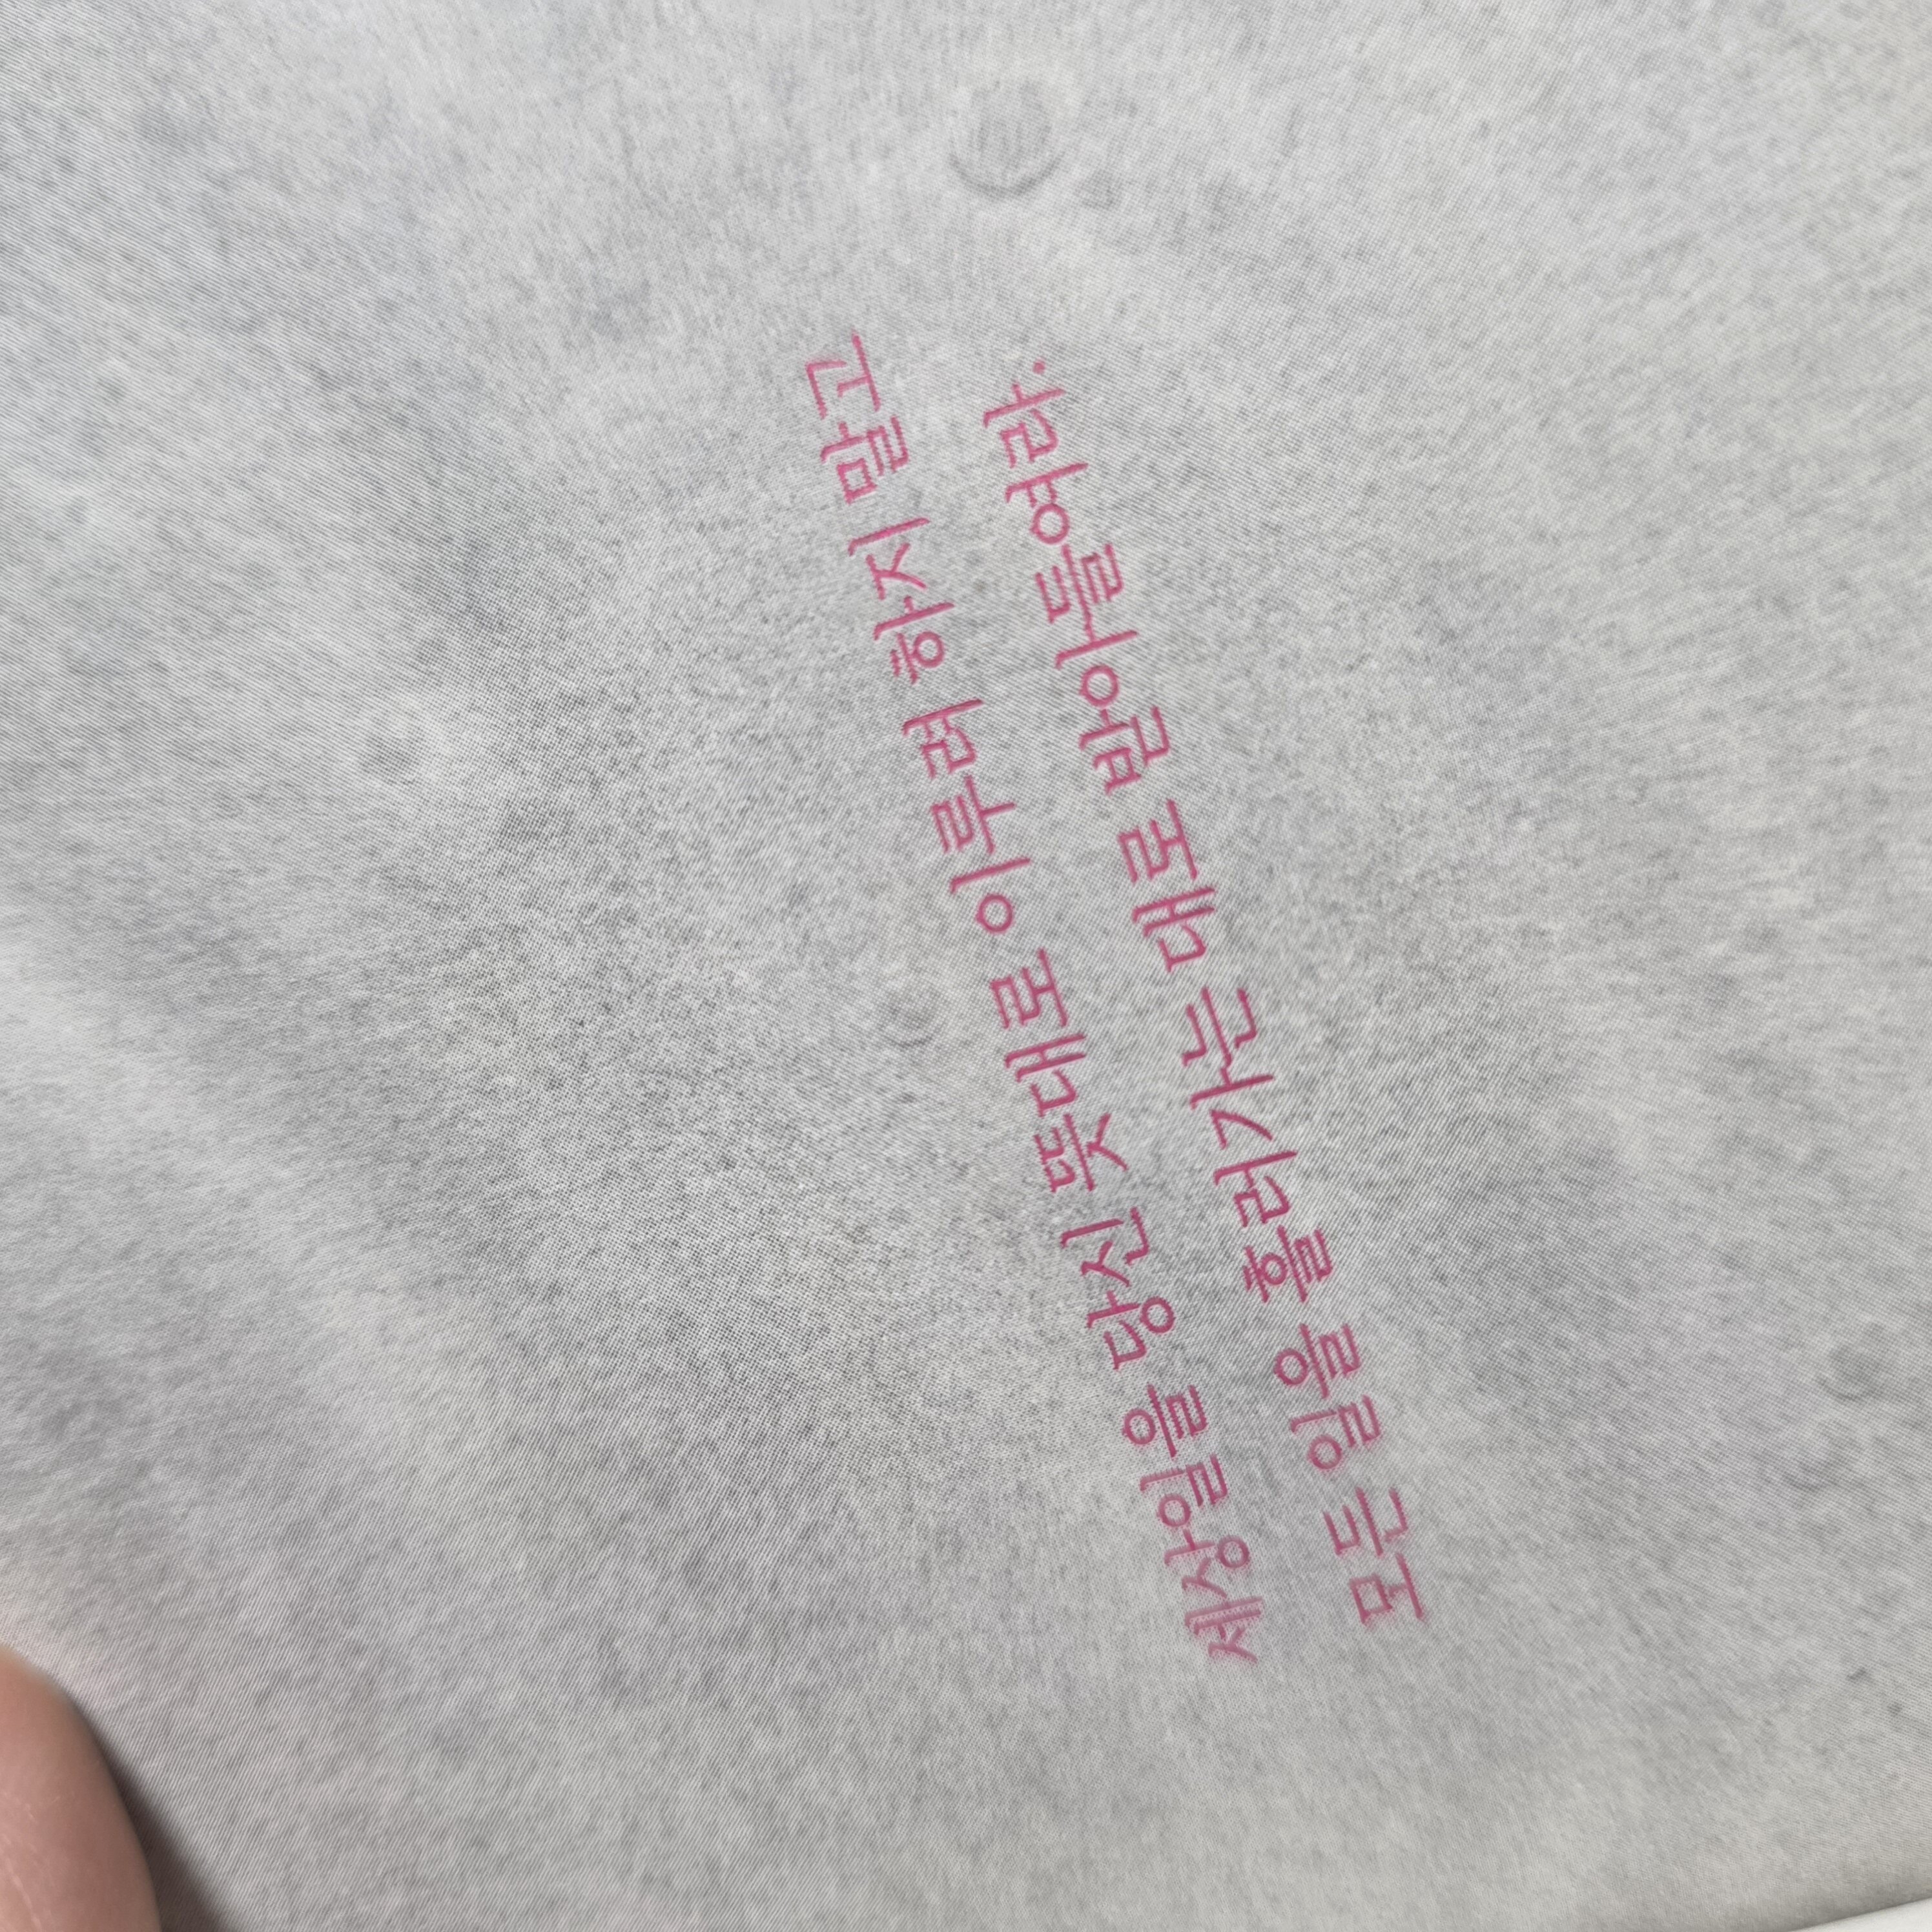 세상일을 당신 뜻대로 이루려 하지 말고
모든 일을 흘러가는 대로 받아들여라.